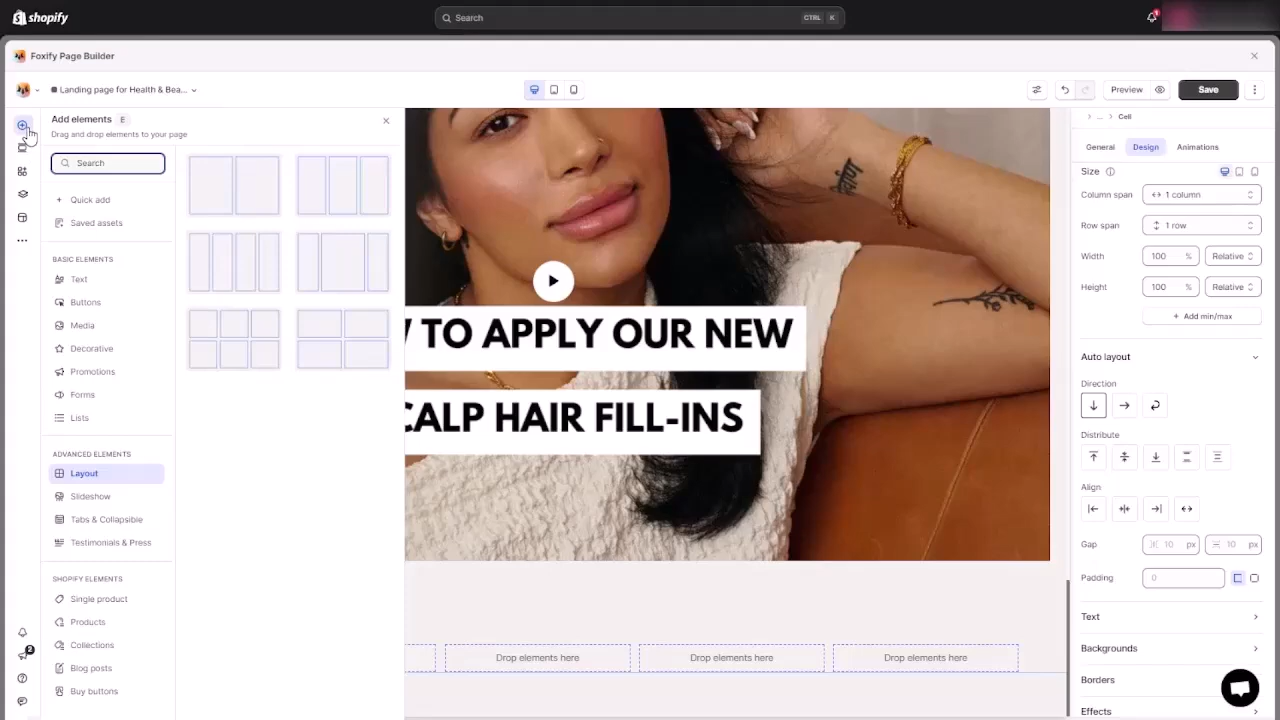 shopify
Search
CTRL K
Foxify Page Builder
Landing page for Health & Bea...
Preview
Save
Add elements E
Drag and drop elements to your page
Search
Quick add
Saved assets
BASIC ELEMENTS
Text
Buttons
Media
Decorative
Promotions
Forms
Lists
ADVANCED ELEMENTS
Layout
Slideshow
Tabs & Collapsible
Testimonials & Press
SHOPIFY ELEMENTS
Single product
Products
Collections
Blog posts
Buy buttons
2
TO APPLY OUR NEW
CALP HAIR FILL-INS
Drop elements here
Drop elements here
Drop elements here
... > Cell
General
Design
Animations
Size
Column span
1 column
Row span
1 row
Width
100 %
Relative
Height
100 %
Relative
+ Add min/max
Auto layout
Direction
Distribute
Align
Gap
10 px
10 px
Padding
0
Text
Backgrounds
Borders
Effects